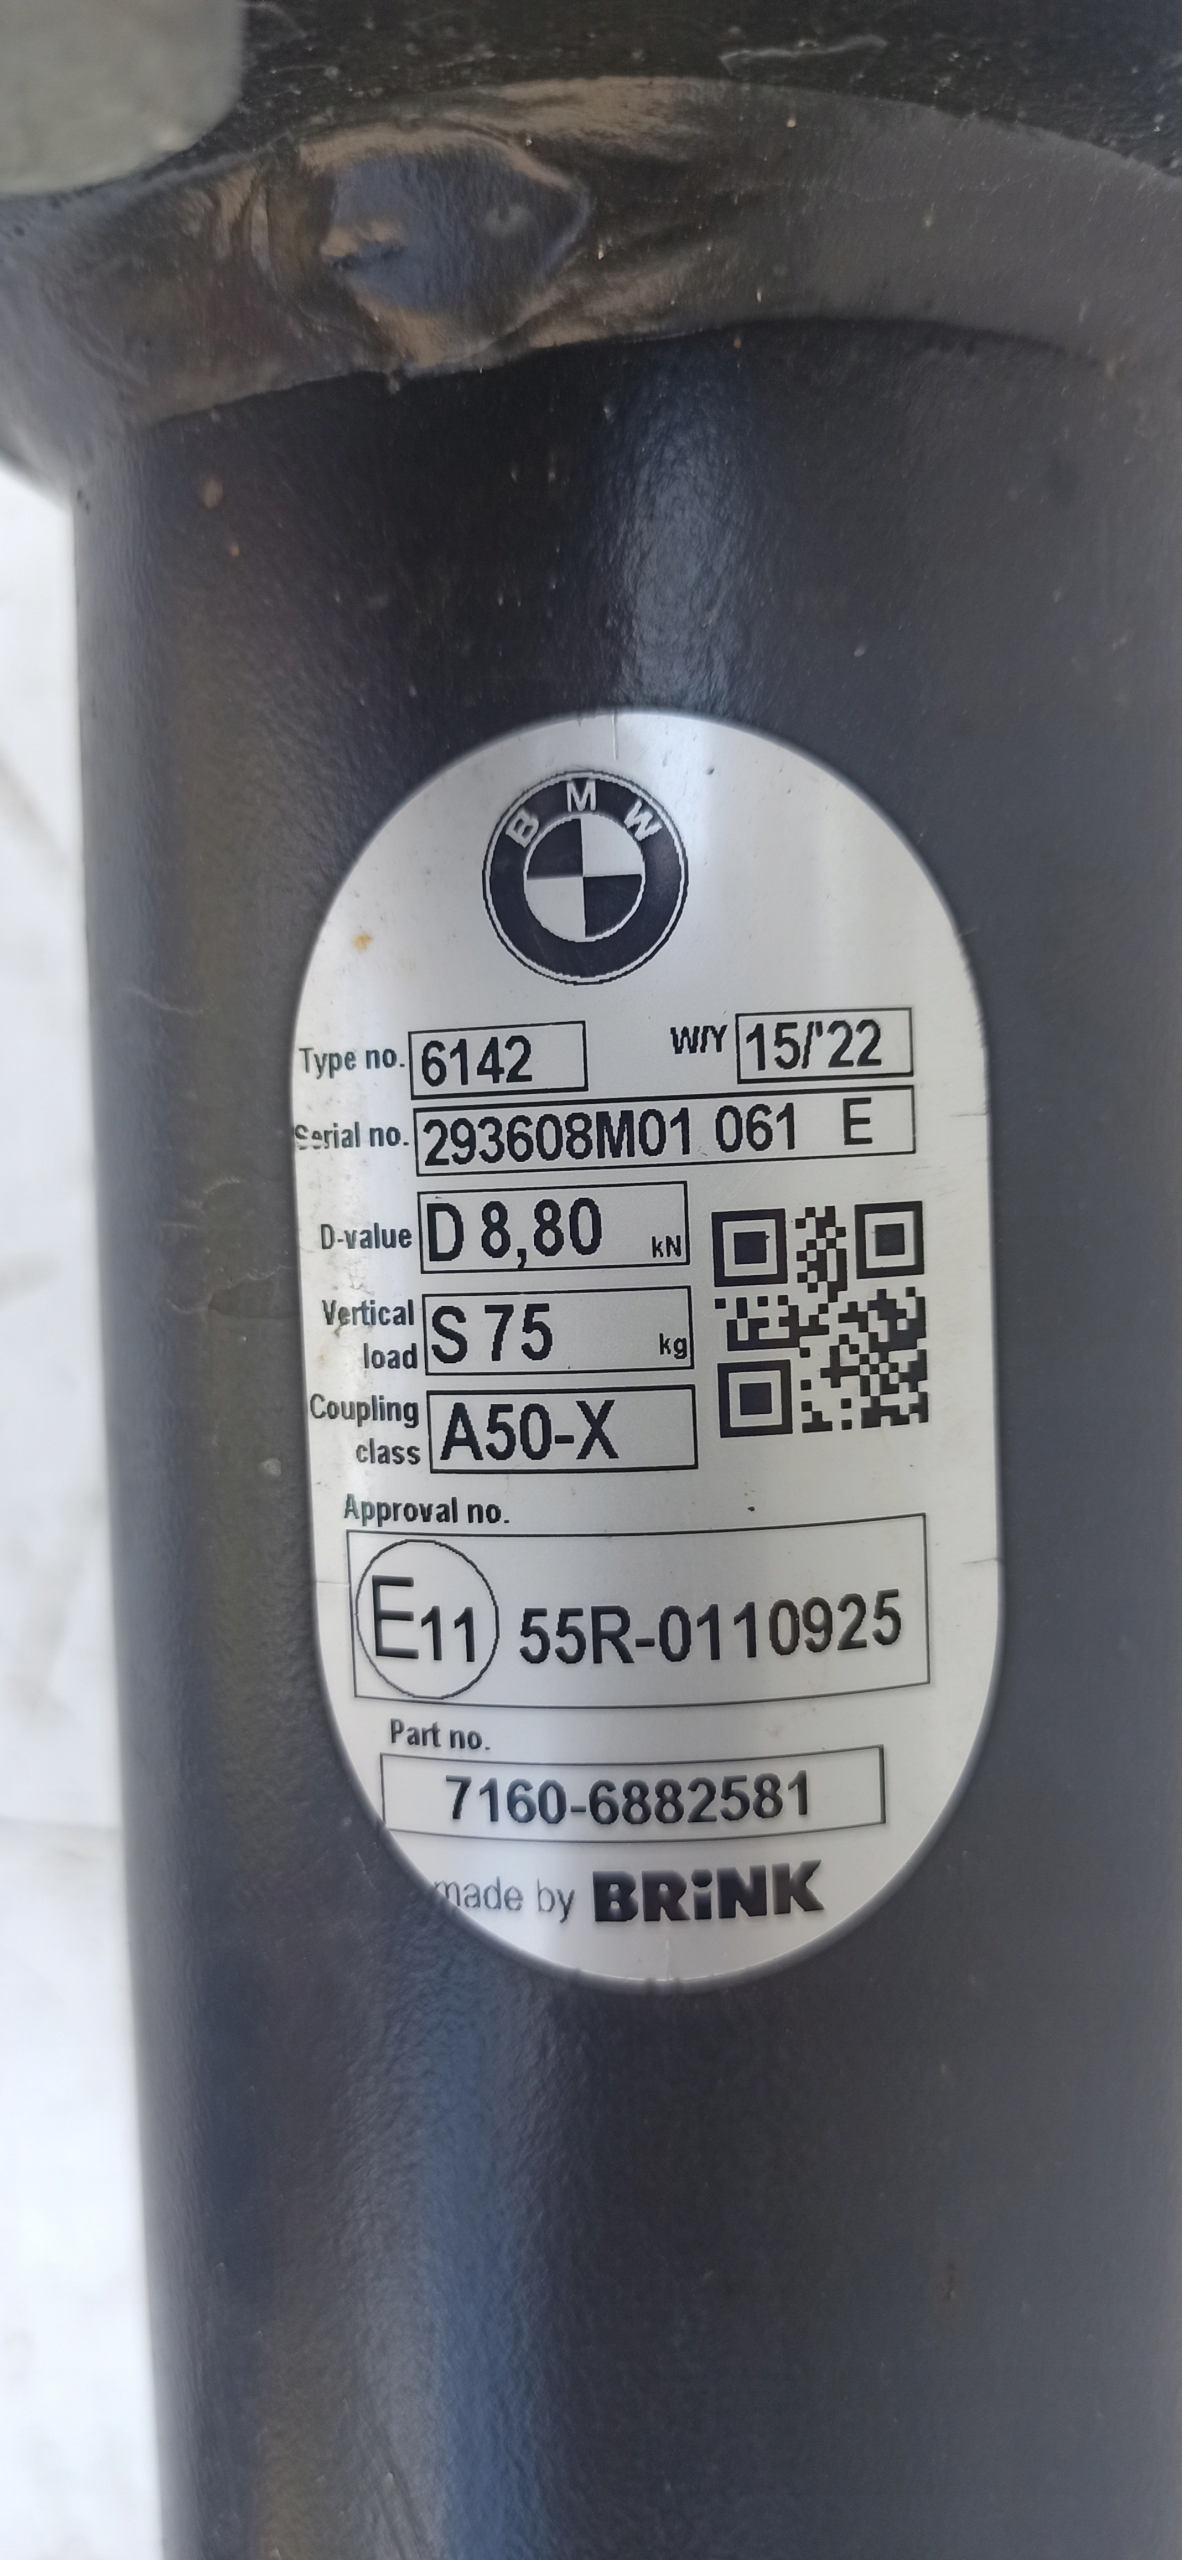 BMW
Type no. 6142 W/Y 15/'22
Serial no. 293608M01 061 E
D-value D 8,80 kN
Vertical load S 75 kg
Coupling class A50-X
Approval no.
E11 55R-0110925
Part no.
7160-6882581
made by BRiNK